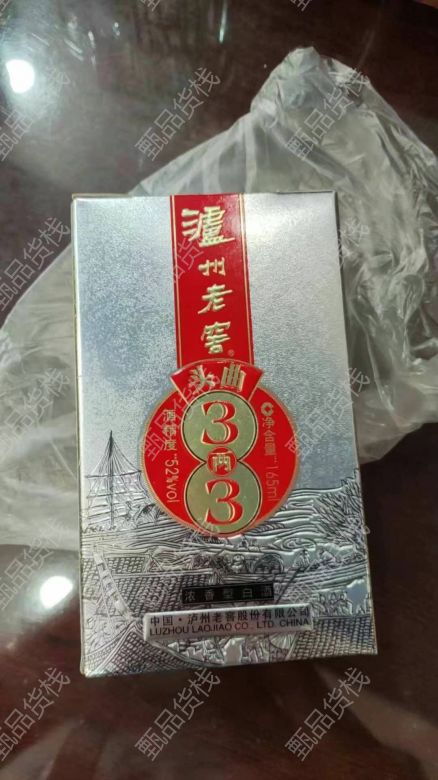 泸州老窖®
头曲
3
两
3
酒精度:52%vol
净含量:165ml
浓香型白酒
中国·泸州老窖股份有限公司
LUZHOU LAOJIAO CO., LTD. CHINA
甄品货栈